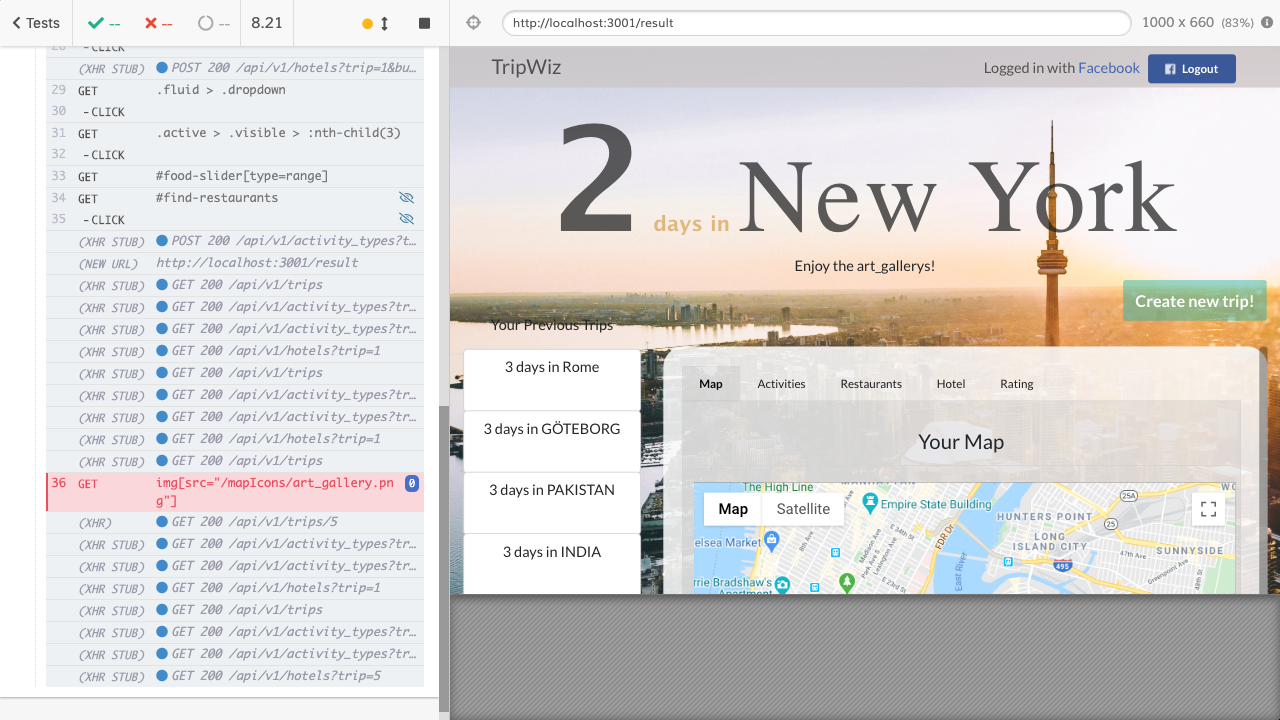 Tests
--
--
--
8.21
http://localhost:3001/result
1000 x 660 (83%)
28 -CLICK
(XHR STUB) POST 200 /api/v1/hotels?trip=1&bu…
29 GET .fluid > .dropdown
30 -CLICK
31 GET .active > .visible > :nth-child(3)
32 -CLICK
33 GET #food-slider[type=range]
34 GET #find-restaurants
35 -CLICK
(XHR STUB) POST 200 /api/v1/activity_types?t…
(NEW URL) http://localhost:3001/result
(XHR STUB) GET 200 /api/v1/trips
(XHR STUB) GET 200 /api/v1/activity_types?tr…
(XHR STUB) GET 200 /api/v1/activity_types?tr…
(XHR STUB) GET 200 /api/v1/hotels?trip=1
(XHR STUB) GET 200 /api/v1/trips
(XHR STUB) GET 200 /api/v1/activity_types?tr…
(XHR STUB) GET 200 /api/v1/activity_types?tr…
(XHR STUB) GET 200 /api/v1/hotels?trip=1
(XHR STUB) GET 200 /api/v1/trips
36 GET img[src="/mapIcons/art_gallery.pn 0
g"]
(XHR) GET 200 /api/v1/trips/5
(XHR STUB) GET 200 /api/v1/activity_types?tr…
(XHR STUB) GET 200 /api/v1/activity_types?tr…
(XHR STUB) GET 200 /api/v1/hotels?trip=1
(XHR STUB) GET 200 /api/v1/trips
(XHR STUB) GET 200 /api/v1/activity_types?tr…
(XHR STUB) GET 200 /api/v1/activity_types?tr…
(XHR STUB) GET 200 /api/v1/hotels?trip=5
TripWiz
Logged in with Facebook
Logout
2 days in New York
Enjoy the art_gallerys!
Create new trip!
Your Previous Trips
3 days in Rome
3 days in GÖTEBORG
3 days in PAKISTAN
3 days in INDIA
Map Activities Restaurants Hotel Rating
Your Map
Map Satellite
The High Line
Empire State Building
elsea Market
rrie Bradshaw's
Apartment
FDR Dr
East River
HUNTERS POINT
LONG
ISLAND CITY
SUNNYSIDE
25A
25
495
47th Ave